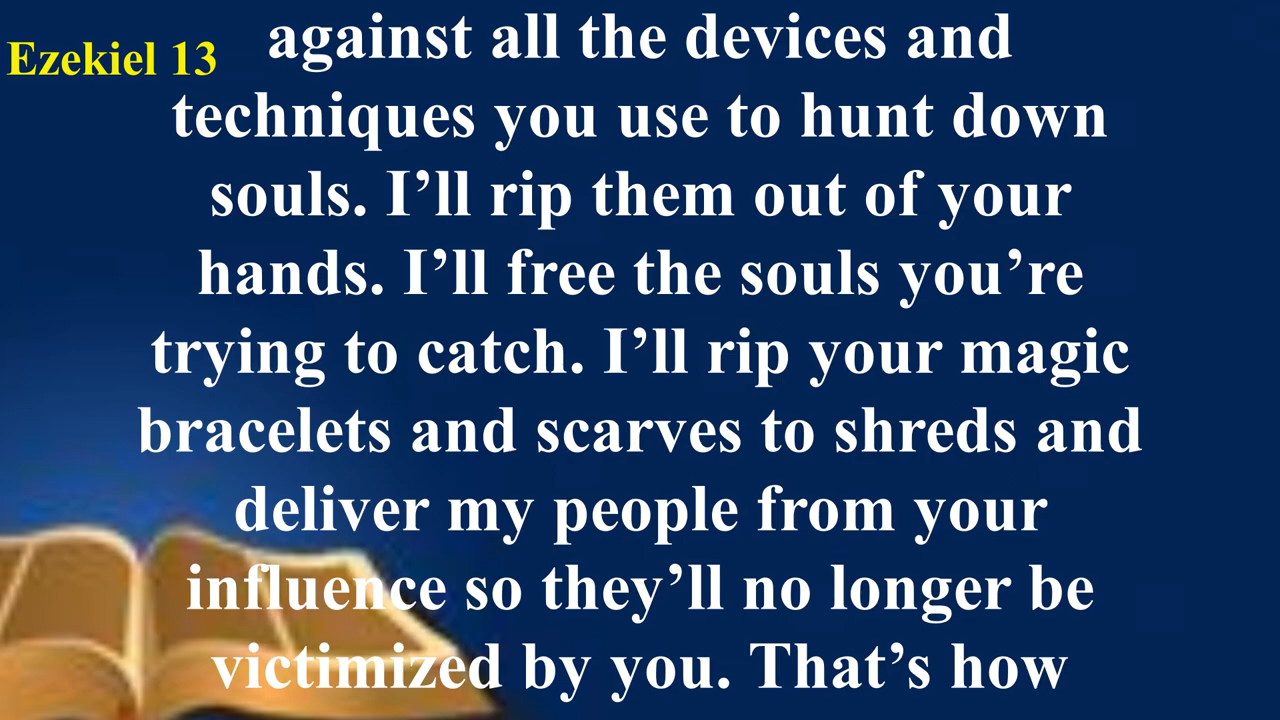 Ezekiel 13
against all the devices and
techniques you use to hunt down
souls. I’ll rip them out of your
hands. I’ll free the souls you’re
trying to catch. I’ll rip your magic
bracelets and scarves to shreds and
deliver my people from your
influence so they’ll no longer be
victimized by you. That’s how